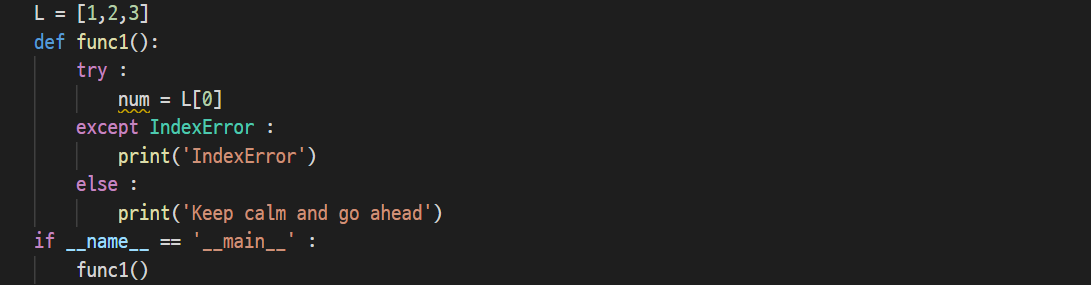 L = [1,2,3]
def func1():
    try :
        num = L[0]
    except IndexError :
        print('IndexError')
    else :
        print('Keep calm and go ahead')
if __name__ == '__main__' :
    func1()